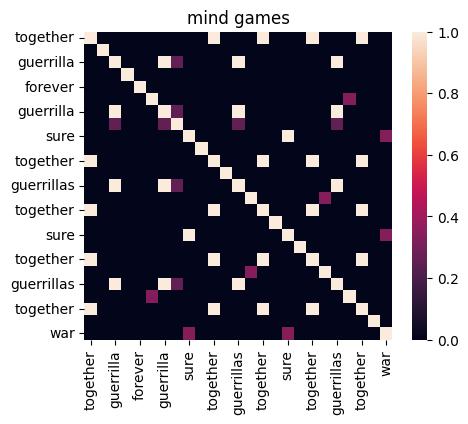 mind games
together
guerrilla
forever
guerrilla
sure
together
guerrillas
together
sure
together
guerrillas
together
war
1.0
0.8
0.6
0.4
0.2
0.0
together
guerrilla
forever
guerrilla
sure
together
guerrillas
together
sure
together
guerrillas
together
war